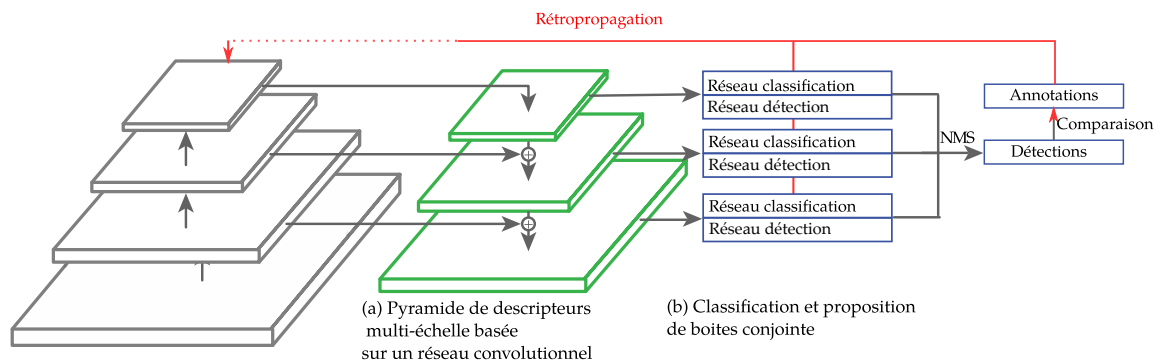 Rétropropagation
Réseau classification
Réseau détection
Réseau classification
Réseau détection
Réseau classification
Réseau détection
NMS
Annotations
Comparaison
Détections
(a) Pyramide de descripteurs
multi-échelle basée
sur un réseau convolutionnel
(b) Classification et proposition
de boites conjointe